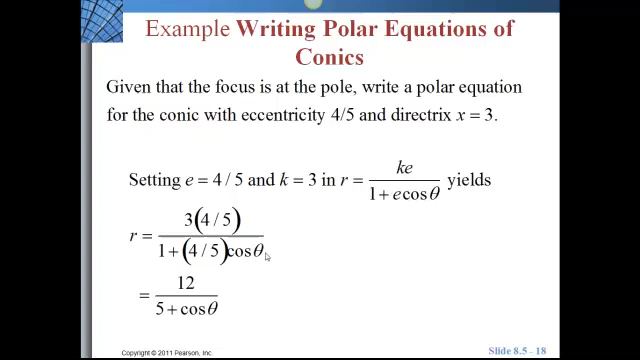 Example Writing Polar Equations of
Conics
Given that the focus is at the pole, write a polar equation
for the conic with eccentricity 4/5 and directrix x = 3.
Setting e = 4 / 5 and k = 3 in r = ke / (1 + e cos θ) yields
r = 3(4 / 5) / (1 + (4 / 5)cos θ)
= 12 / (5 + cos θ)
Copyright © 2011 Pearson, Inc.
Slide 8.5 - 18